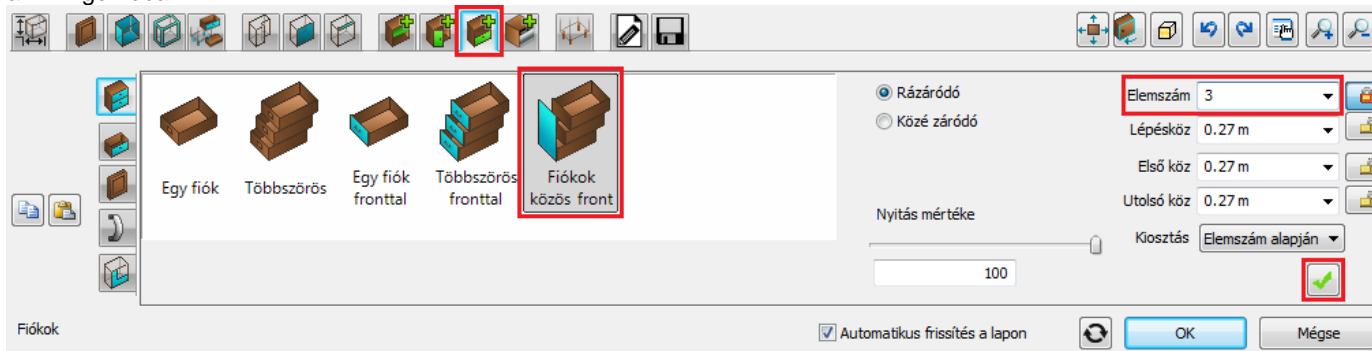 Egy fiók
Többszörös
Egy fiók
fronttal
Többszörös
fronttal
Fiókok
közös front
Rázáródó
Közé záródó
Nyitás mértéke
100
Elemszám 3
Lépésköz 0.27 m
Első köz 0.27 m
Utolsó köz 0.27 m
Kiosztás Elemszám alapján
Fiókok
Automatikus frissítés a lapon
OK
Mégse